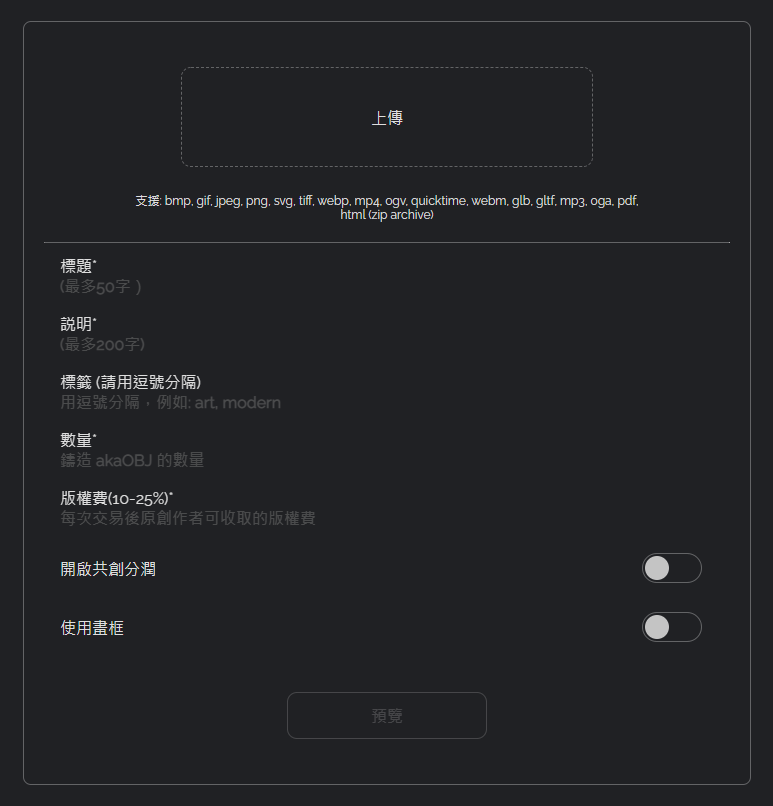 上傳
支援: bmp, gif, jpeg, png, svg, tiff, webp, mp4, ogv, quicktime, webm, glb, gltf, mp3, oga, pdf,
html (zip archive)
標題*
(最多50字 )
説明*
(最多200字)
標籤 (請用逗號分隔)
用逗號分隔，例如: art, modern
數量*
鑄造 akaOBJ 的數量
版權費(10-25%)*
每次交易後原創作者可收取的版權費
開啟共創分潤
使用畫框
預覽